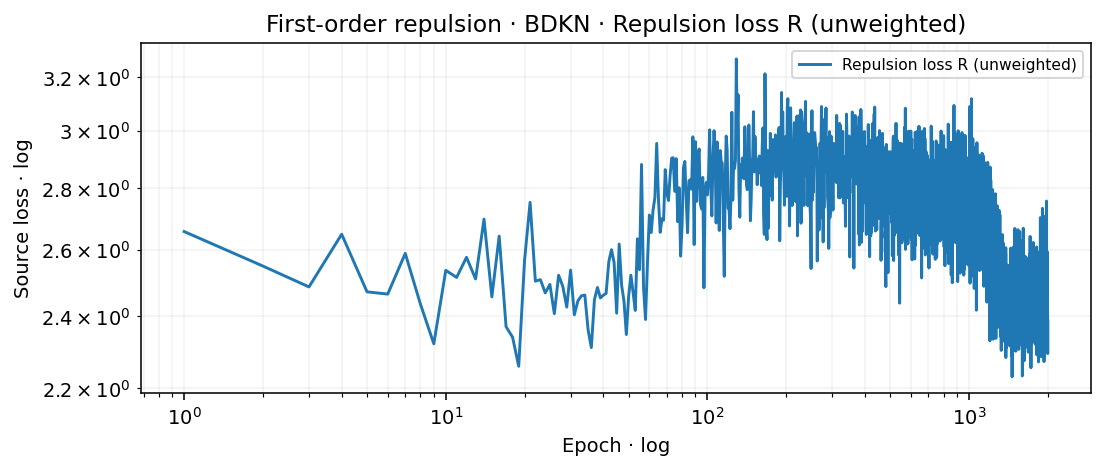 First-order repulsion · BDKN · Repulsion loss R (unweighted)
Repulsion loss R (unweighted)
Source loss · log
3.2 × 10⁰
3 × 10⁰
2.8 × 10⁰
2.6 × 10⁰
2.4 × 10⁰
2.2 × 10⁰
10⁰ 10¹ 10² 10³
Epoch · log